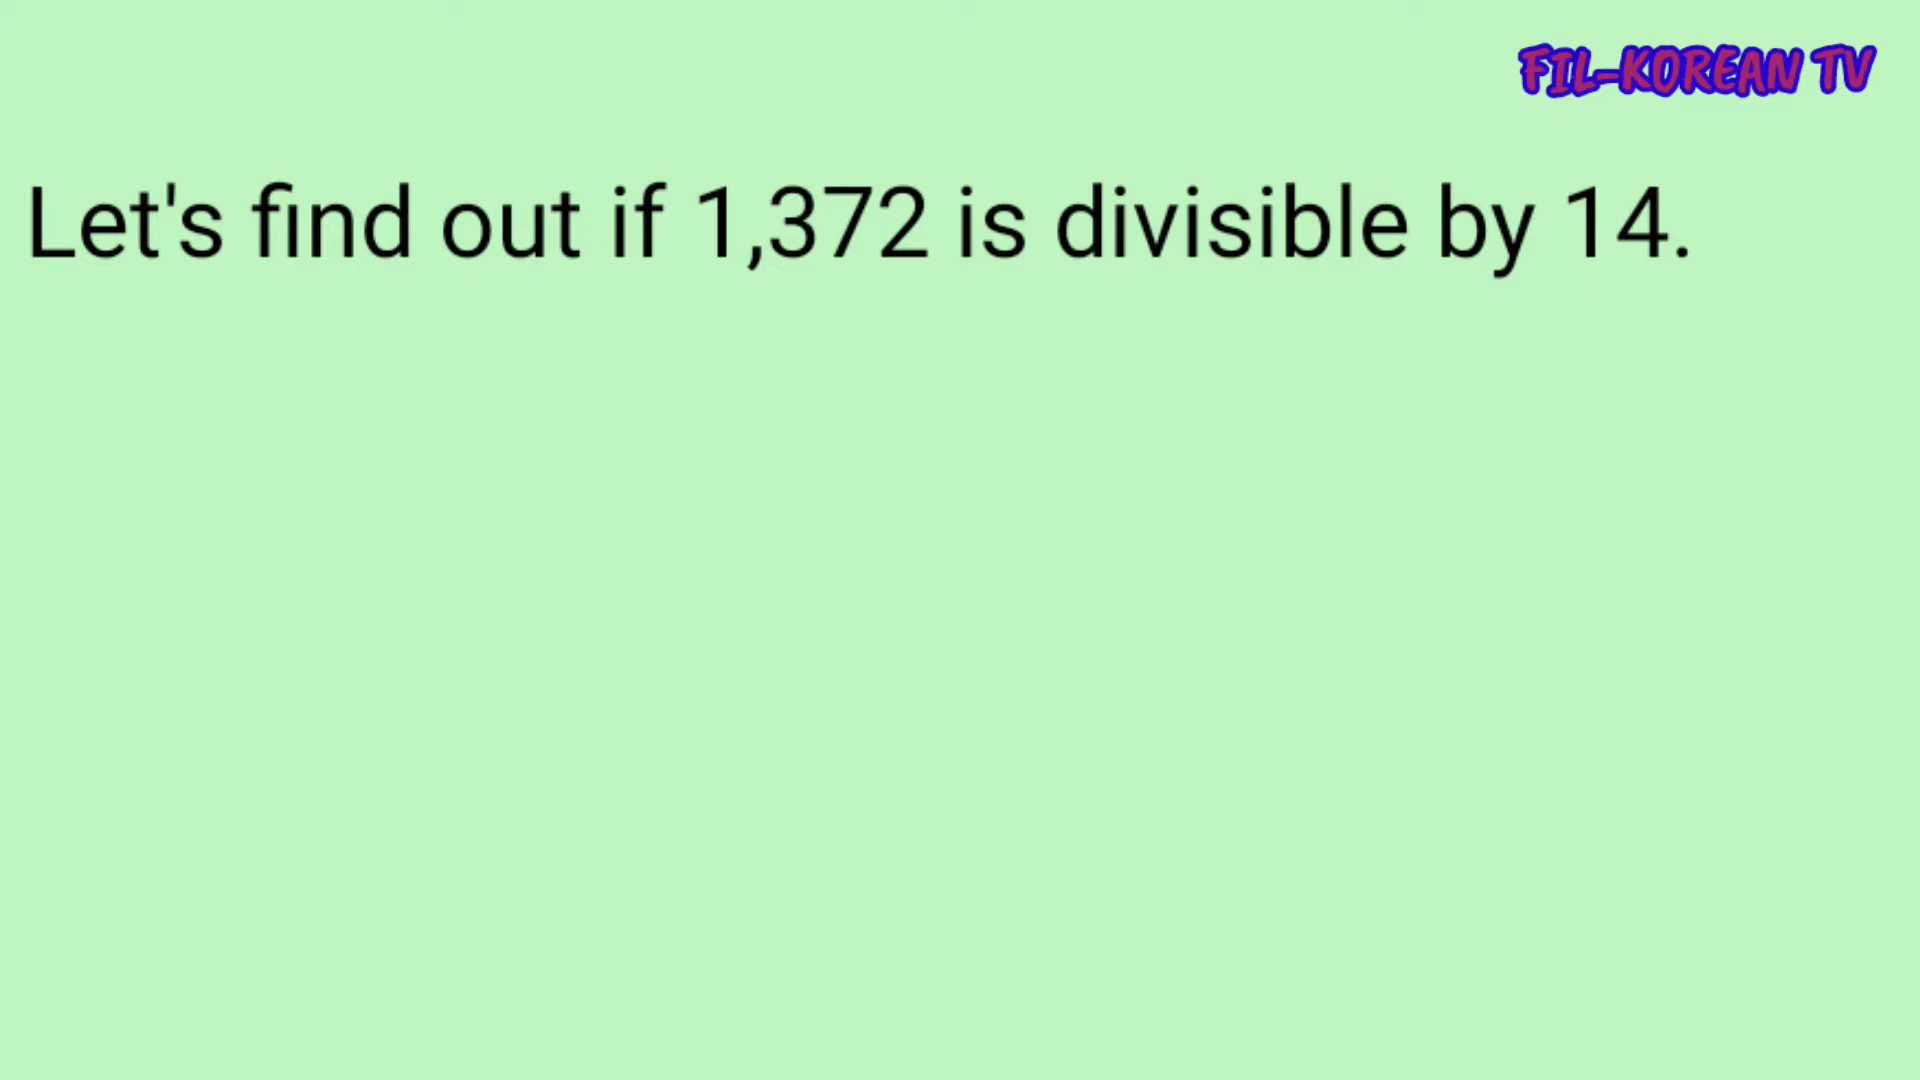 FIL-KOREAN TV
Let's find out if 1,372 is divisible by 14.